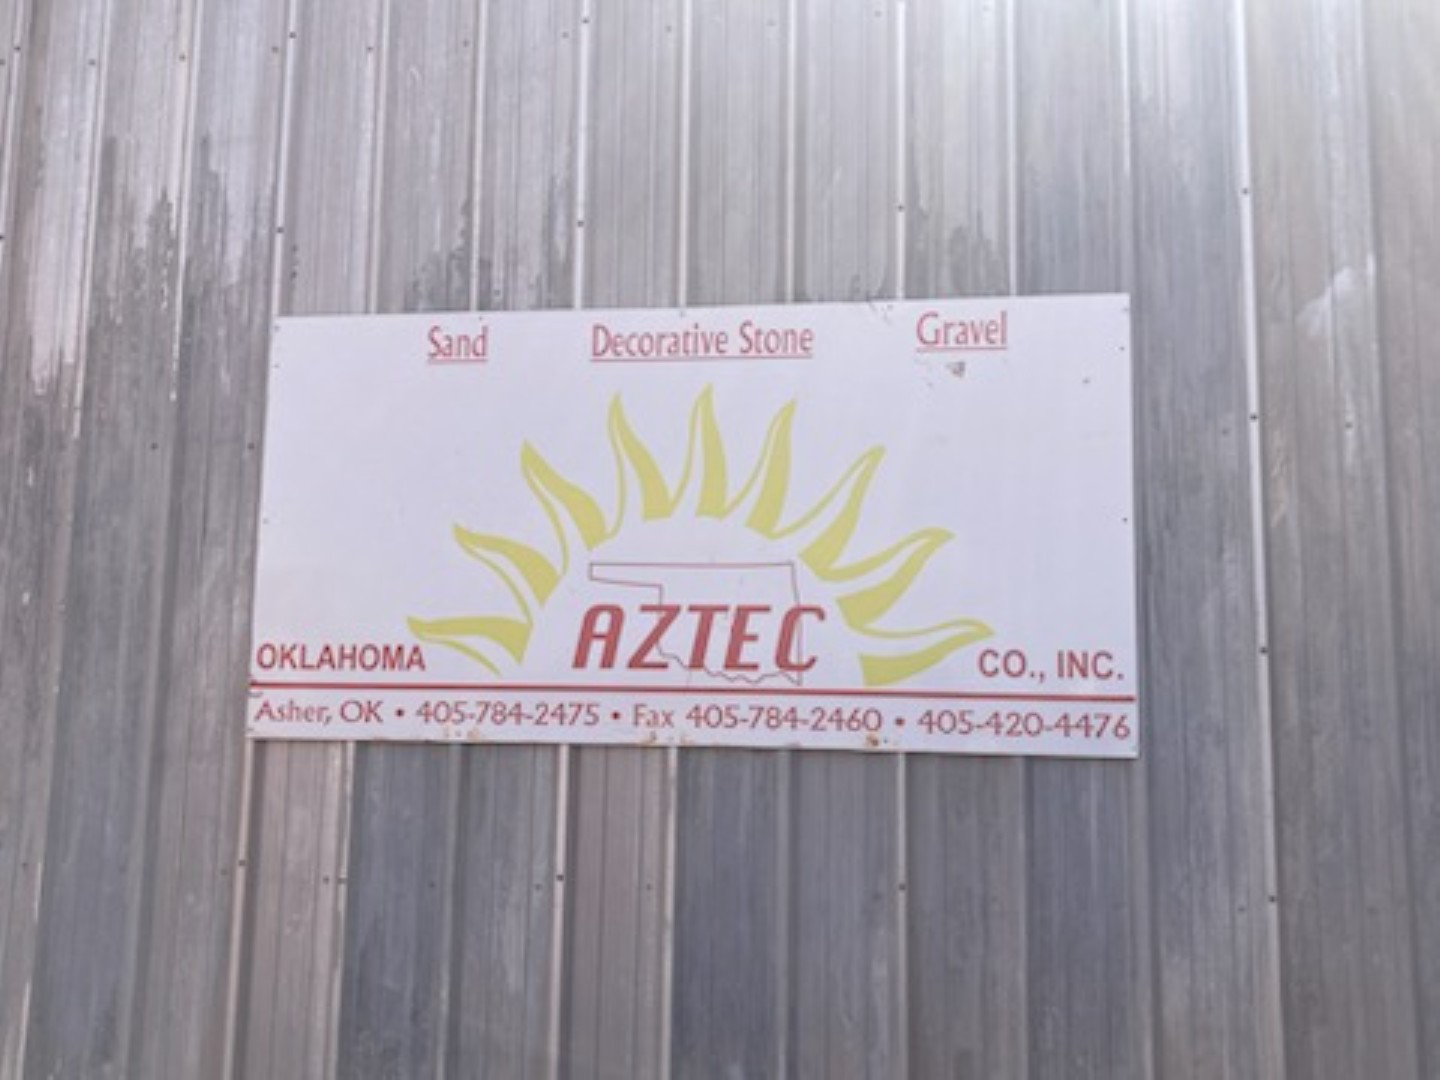 Sand Decorative Stone Gravel
AZTEC
OKLAHOMA CO., INC.
Asher, OK • 405-784-2475 • Fax 405-784-2460 • 405-420-4476